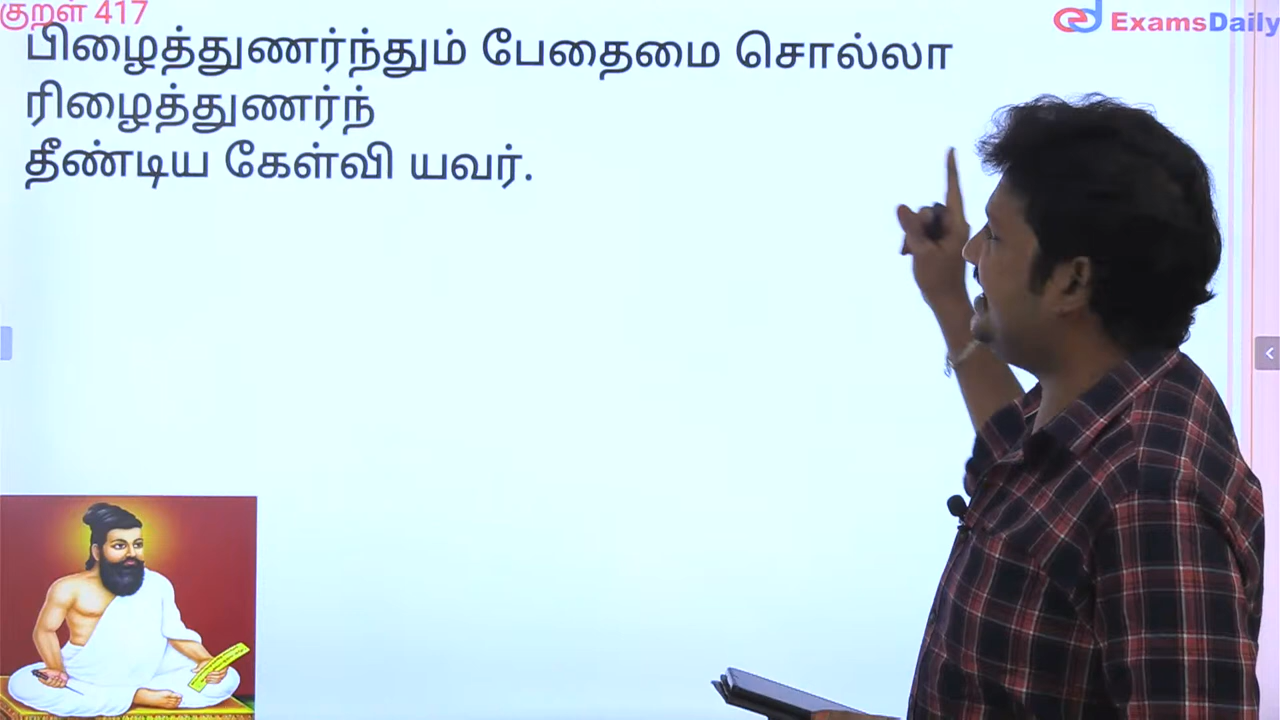 குறள் 417
ExamsDaily
பிழைத்துணர்ந்தும் பேதைமை சொல்லா
ரிழைத்துணர்ந்
தீண்டிய கேள்வி யவர்.